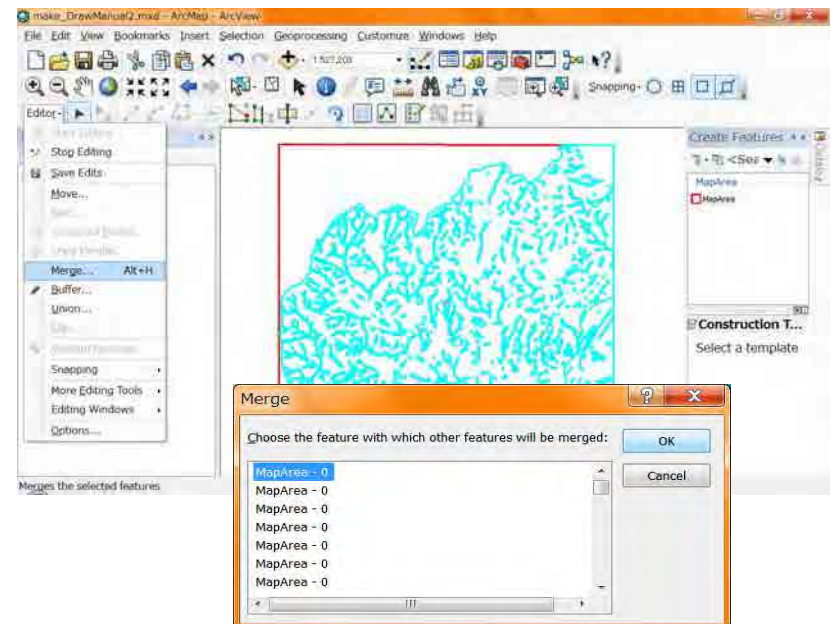 make_DrawManual2.mxd - ArcMap - ArcView
File Edit View Bookmarks Insert Selection Geoprocessing Customize Windows Help
Snapping
Editor
Stop Editing
Save Edits
Move...
Merge... Alt+H
Buffer...
Union...
Snapping
More Editing Tools
Editing Windows
Options...
Merges the selected features
Create Features
MapArea
MapArea
Construction T...
Select a template
Merge
Choose the feature with which other features will be merged:
OK
Cancel
MapArea - 0
MapArea - 0
MapArea - 0
MapArea - 0
MapArea - 0
MapArea - 0
MapArea - 0